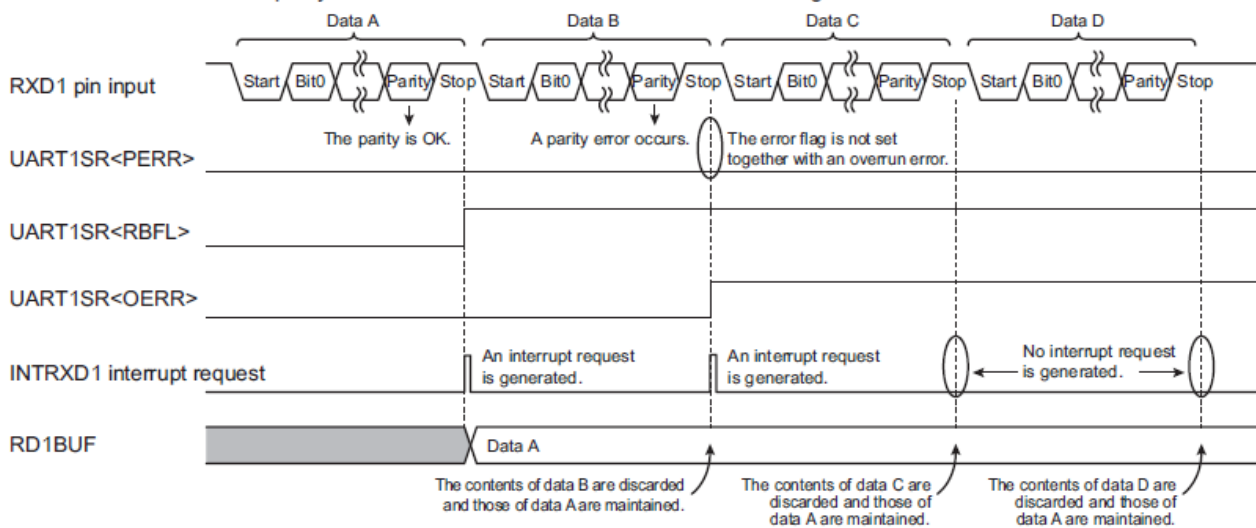 Data A
Data B
Data C
Data D
RXD1 pin input
Start Bit0 Parity Stop Start Bit0 Parity Stop Start Bit0 Parity Stop Start Bit0 Parity Stop
The parity is OK.
A parity error occurs.
The error flag is not set
together with an overrun error.
UART1SR<PERR>
UART1SR<RBFL>
UART1SR<OERR>
INTRXD1 interrupt request
An interrupt request
is generated.
An interrupt request
is generated.
No interrupt request
is generated.
RD1BUF
Data A
The contents of data B are discarded
and those of data A are maintained.
The contents of data C are
discarded and those of
data A are maintained.
The contents of data D are
discarded and those of
data A are maintained.